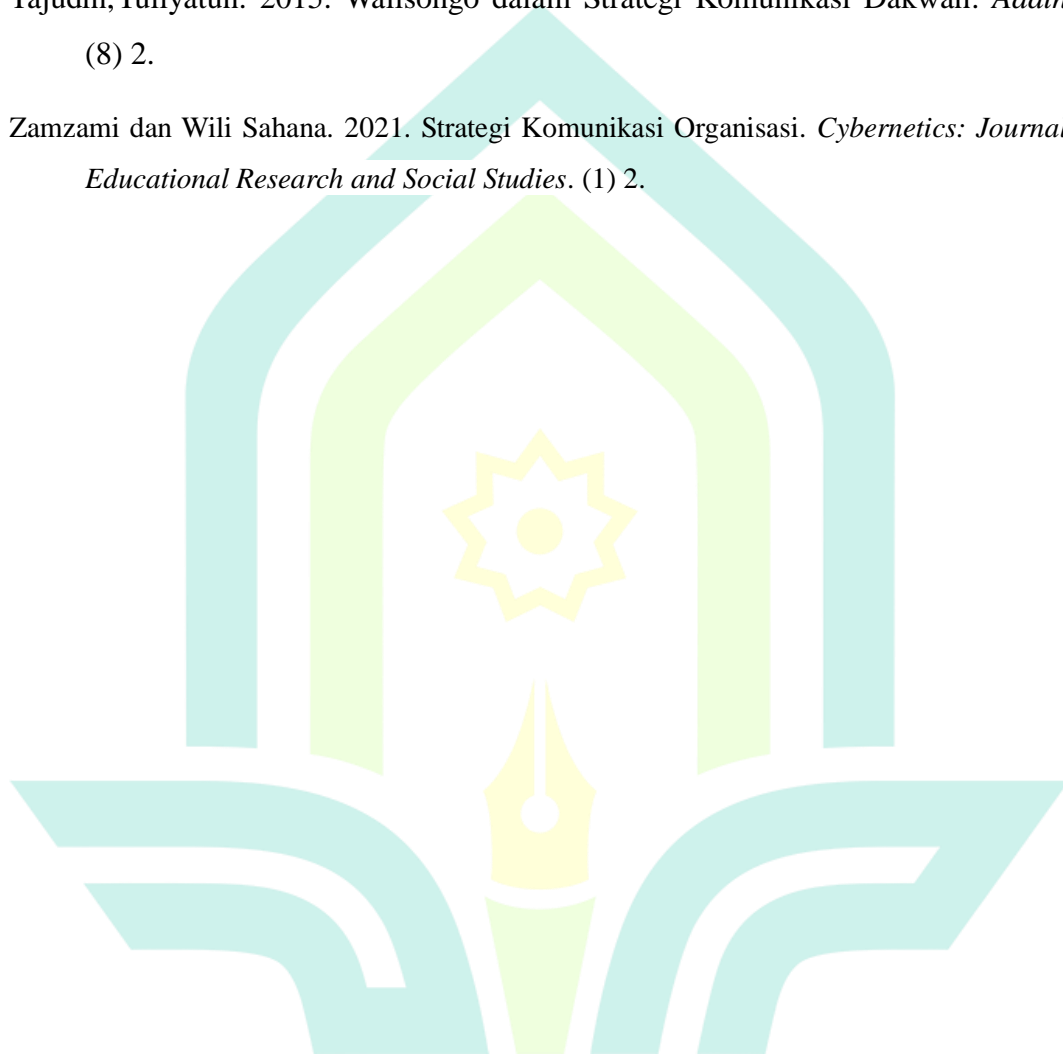 Tajudin,Yuliyatun. 2015. Walisongo dalam Strategi Komunikasi Dakwah. Addin
(8) 2.
Zamzami dan Wili Sahana. 2021. Strategi Komunikasi Organisasi. Cybernetics: Journal
Educational Research and Social Studies. (1) 2.